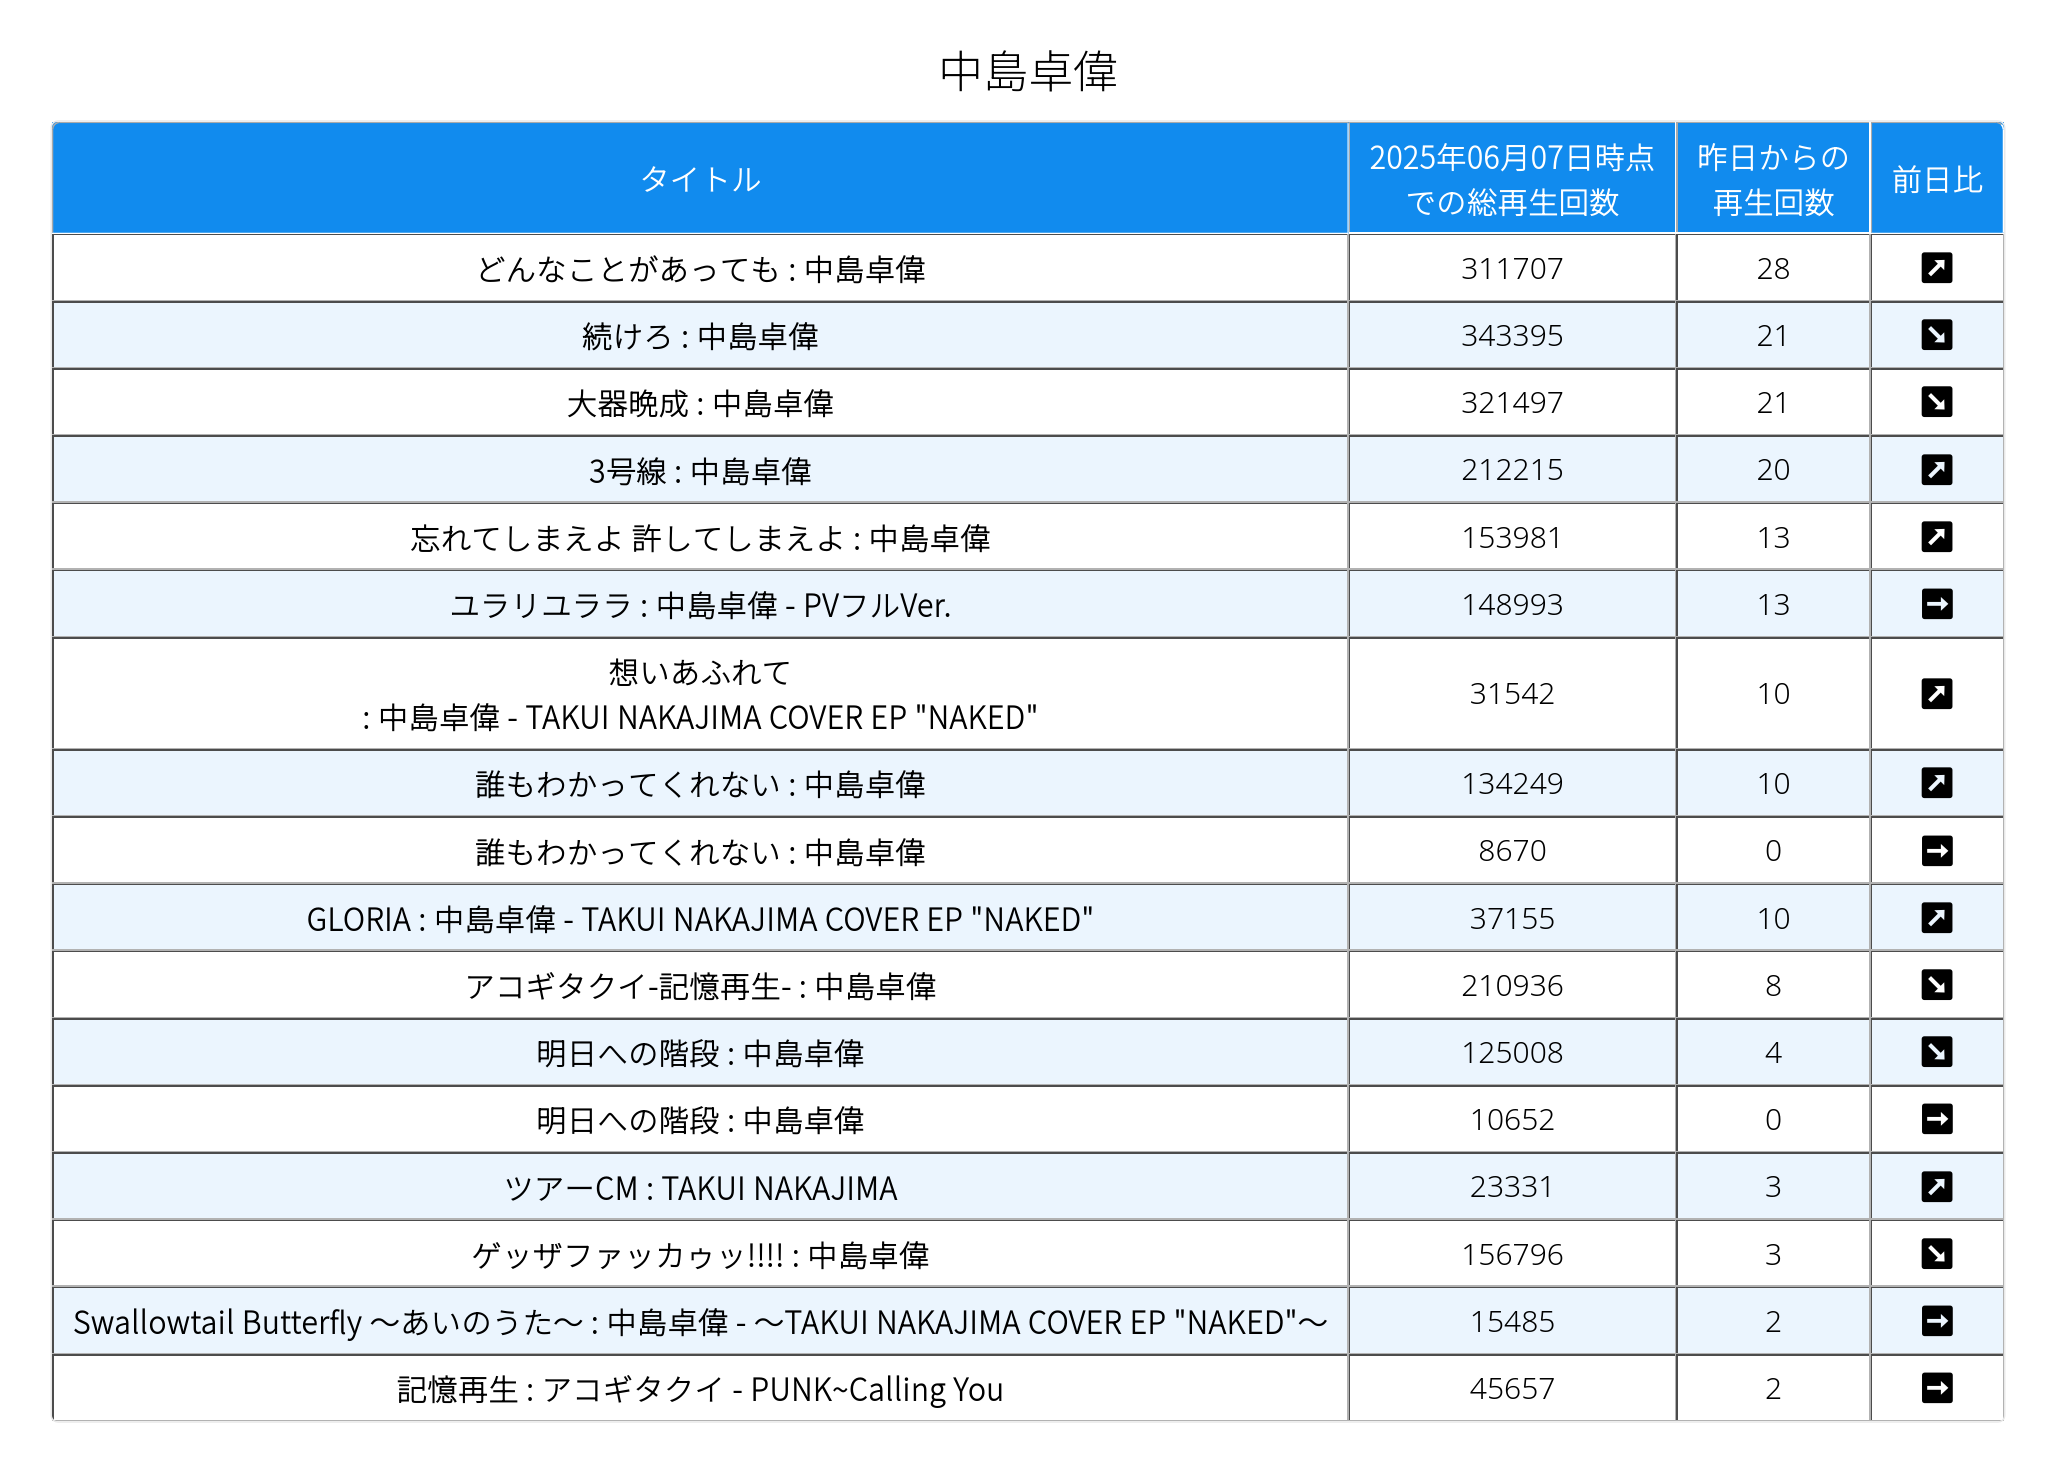 中島卓偉
タイトル
2025年06月07日時点
での総再生回数
昨日からの
再生回数
前日比
どんなことがあっても : 中島卓偉 311707 28 ↗
続けろ : 中島卓偉 343395 21 ↘
大器晩成 : 中島卓偉 321497 21 ↘
3号線 : 中島卓偉 212215 20 ↗
忘れてしまえよ 許してしまえよ : 中島卓偉 153981 13 ↗
ユラリユララ : 中島卓偉 - PVフルVer. 148993 13 →
想いあふれて
: 中島卓偉 - TAKUI NAKAJIMA COVER EP "NAKED" 31542 10 ↗
誰もわかってくれない : 中島卓偉 134249 10 ↗
誰もわかってくれない : 中島卓偉 8670 0 →
GLORIA : 中島卓偉 - TAKUI NAKAJIMA COVER EP "NAKED" 37155 10 ↗
アコギタクイ-記憶再生- : 中島卓偉 210936 8 ↘
明日への階段 : 中島卓偉 125008 4 ↘
明日への階段 : 中島卓偉 10652 0 →
ツアーCM : TAKUI NAKAJIMA 23331 3 ↗
ゲッザファッカゥッ!!!! : 中島卓偉 156796 3 ↘
Swallowtail Butterfly 〜あいのうた〜 : 中島卓偉 - 〜TAKUI NAKAJIMA COVER EP "NAKED"〜 15485 2 →
記憶再生 : アコギタクイ - PUNK~Calling You 45657 2 →